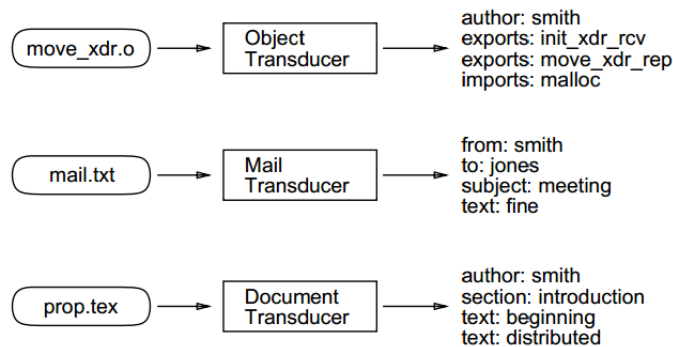 move_xdr.o
Object
Transducer
author: smith
exports: init_xdr_rcv
exports: move_xdr_rep
imports: malloc
mail.txt
Mail
Transducer
from: smith
to: jones
subject: meeting
text: fine
prop.tex
Document
Transducer
author: smith
section: introduction
text: beginning
text: distributed